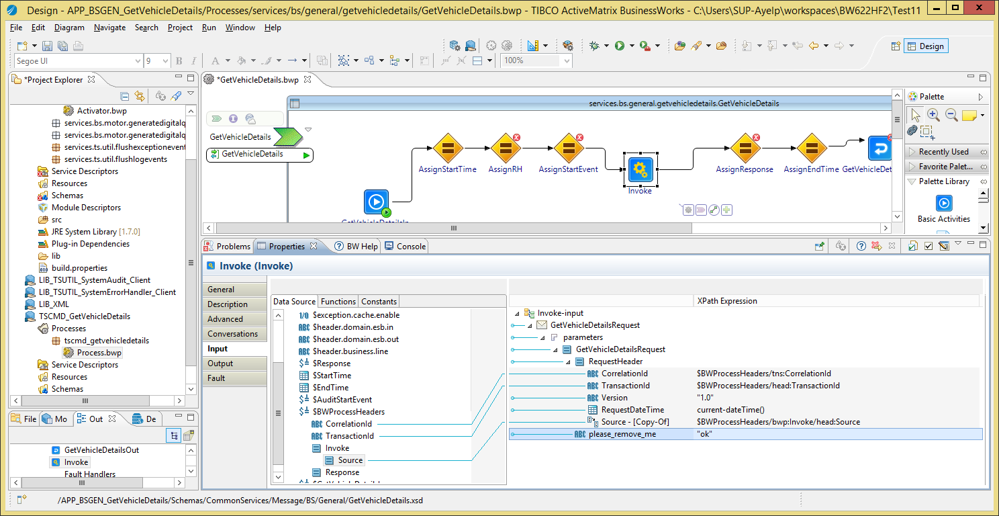 Design - APP_BSGEN_GetVehicleDetails/Processes/services/bs/general/getvehicledetails/GetVehicleDetails.bwp - TIBCO ActiveMatrix BusinessWorks - C:\Users\SUP-Ayelp\workspaces\BW622HF2\Test11
File Edit Diagram Navigate Search Project Run Window Help
Design
Segoe UI 9 B I A 100%
*Project Explorer
Activator.bwp
services.bs.motor.generatedigitalq
services.bs.motor.generatedigitalq
services.ts.util.flushexceptionevent
services.ts.util.flushlogevents
Service Descriptors
Resources
Schemas
Module Descriptors
src
JRE System Library [1.7.0]
Plug-in Dependencies
lib
build.properties
LIB_TSUTIL_SystemAudit_Client
LIB_TSUTIL_SystemErrorHandler_Client
LIB_XML
TSCMD_GetVehicleDetails
Processes
tscmd_getvehicledetails
Process.bwp
Service Descriptors
Resources
Schemas
File Mo Out De
GetVehicleDetailsOut
Invoke
Fault Handlers
*GetVehicleDetails.bwp
services.bs.general.getvehicledetails.GetVehicleDetails
GetVehicleDetails
GetVehicleDetails
AssignStartTime
AssignRH
AssignStartEvent
Invoke
AssignResponse
AssignEndTime
GetVehicleDet
GetVehicleDetailsIn
Palette
Recently Used
Favorite Palet...
Palette Library
Basic Activities
Problems Properties BW Help Console
Invoke (Invoke)
General
Description
Advanced
Conversations
Input
Output
Fault
Data Source Functions Constants
$exception.cache.enable
$header.domain.esb.in
$header.domain.esb.out
$header.business.line
$Response
$StartTime
$EndTime
$AuditStartEvent
$BWProcessHeaders
CorrelationId
TransactionId
Invoke
Source
Response
XPath Expression
Invoke-input
GetVehicleDetailsRequest
parameters
GetVehicleDetailsRequest
RequestHeader
CorrelationId $BWProcessHeaders/tns:CorrelationId
TransactionId $BWProcessHeaders/head:TransactionId
Version "1.0"
RequestDateTime current-dateTime()
Source - [Copy-Of] $BWProcessHeaders/bwp:Invoke/head:Source
please_remove_me "ok"
/APP_BSGEN_GetVehicleDetails/Schemas/CommonServices/Message/BS/General/GetVehicleDetails.xsd